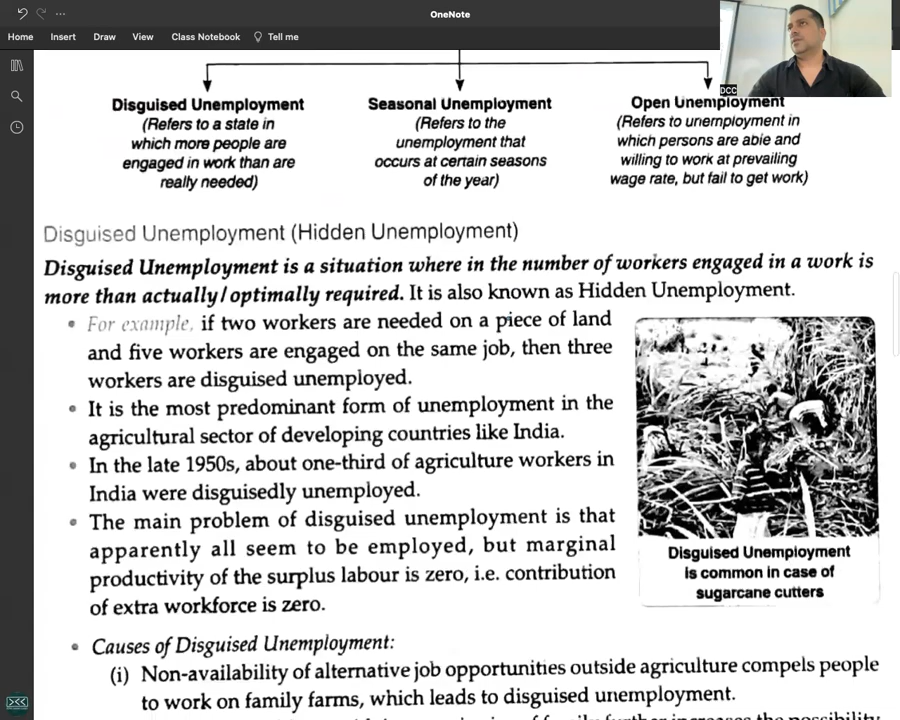 OneNote
Home Insert Draw View Class Notebook Tell me
DCC
Disguised Unemployment
(Refers to a state in
which more people are
engaged in work than are
really needed)
Seasonal Unemployment
(Refers to the
unemployment that
occurs at certain seasons
of the year)
Open Unemployment
(Refers to unemployment in
which persons are able and
willing to work at prevailing
wage rate, but fail to get work)
Disguised Unemployment (Hidden Unemployment)
Disguised Unemployment is a situation where in the number of workers engaged in a work is
more than actually/optimally required. It is also known as Hidden Unemployment.
• For example, if two workers are needed on a piece of land
and five workers are engaged on the same job, then three
workers are disguised unemployed.
• It is the most predominant form of unemployment in the
agricultural sector of developing countries like India.
• In the late 1950s, about one-third of agriculture workers in
India were disguisedly unemployed.
• The main problem of disguised unemployment is that
apparently all seem to be employed, but marginal
productivity of the surplus labour is zero, i.e. contribution
of extra workforce is zero.
Disguised Unemployment
is common in case of
sugarcane cutters
• Causes of Disguised Unemployment:
(i) Non-availability of alternative job opportunities outside agriculture compels people
to work on family farms, which leads to disguised unemployment.